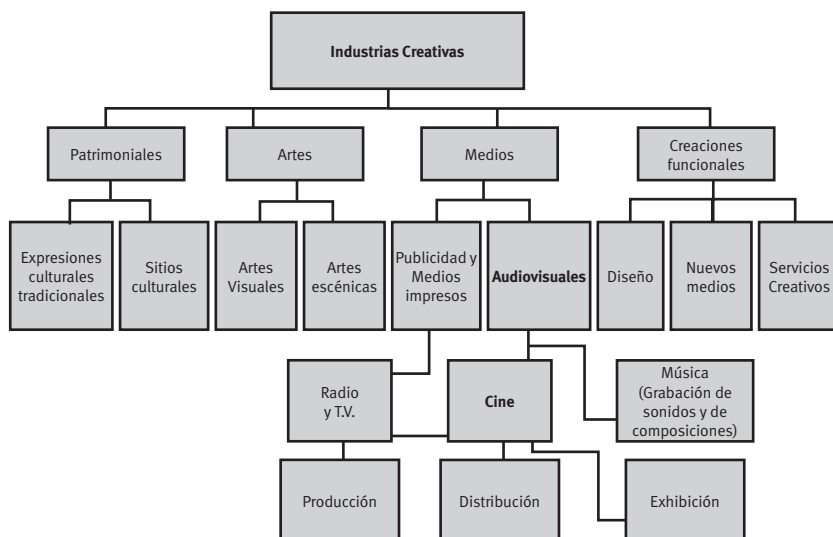 Industrias Creativas
Patrimoniales
Artes
Medios
Creaciones
funcionales
Expresiones
culturales
tradicionales
Sitios
culturales
Artes
Visuales
Artes
escénicas
Publicidad y
Medios
impresos
Audiovisuales
Diseño
Nuevos
medios
Servicios
Creativos
Radio
y T.V.
Cine
Música
(Grabación de
sonidos y de
composiciones)
Producción
Distribución
Exhibición